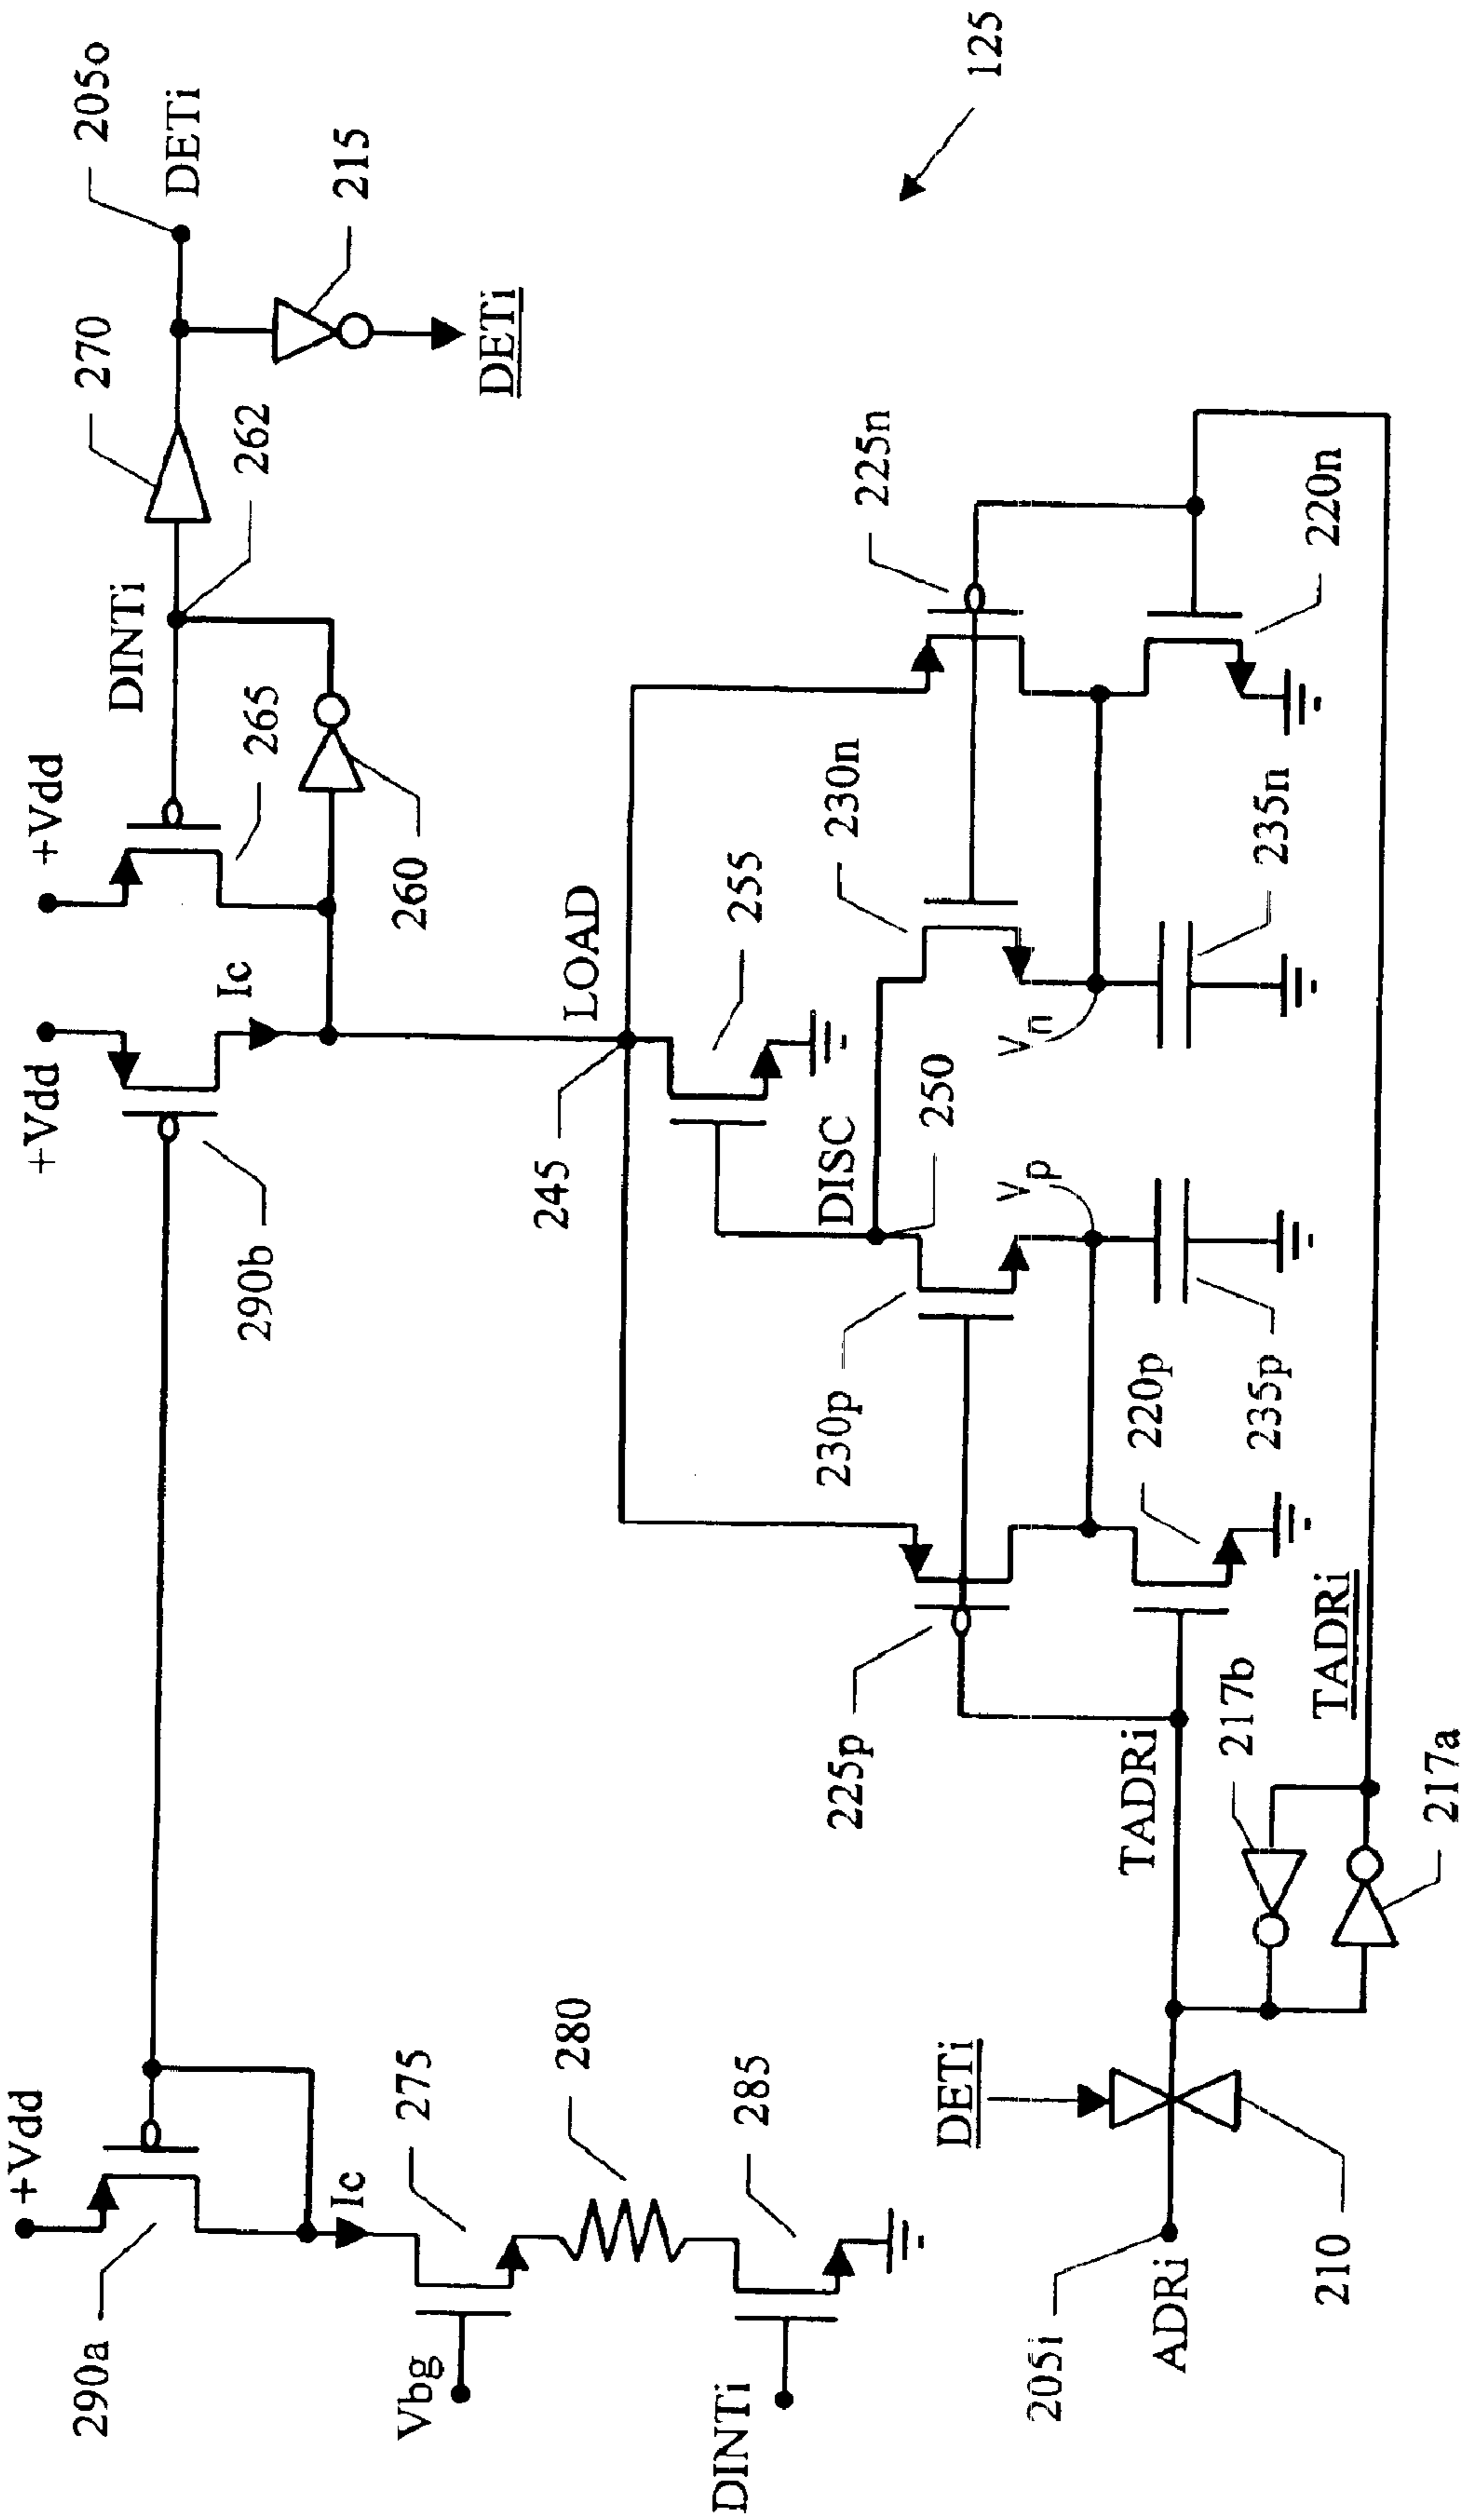 +Vdd
+Vdd
+Vdd
290a
Ic
Vbg
275
280
DINTi
285
290b
Ic
265
DINTi
262
270
205o
DETi
260
215
DETi
245
LOAD
255
DISC
250
225p
230p
230n
225n
Vp
Vn
220p
235p
235n
220n
DETi
TADRi
205i
ADRi
210
217b
TADRi
217a
125